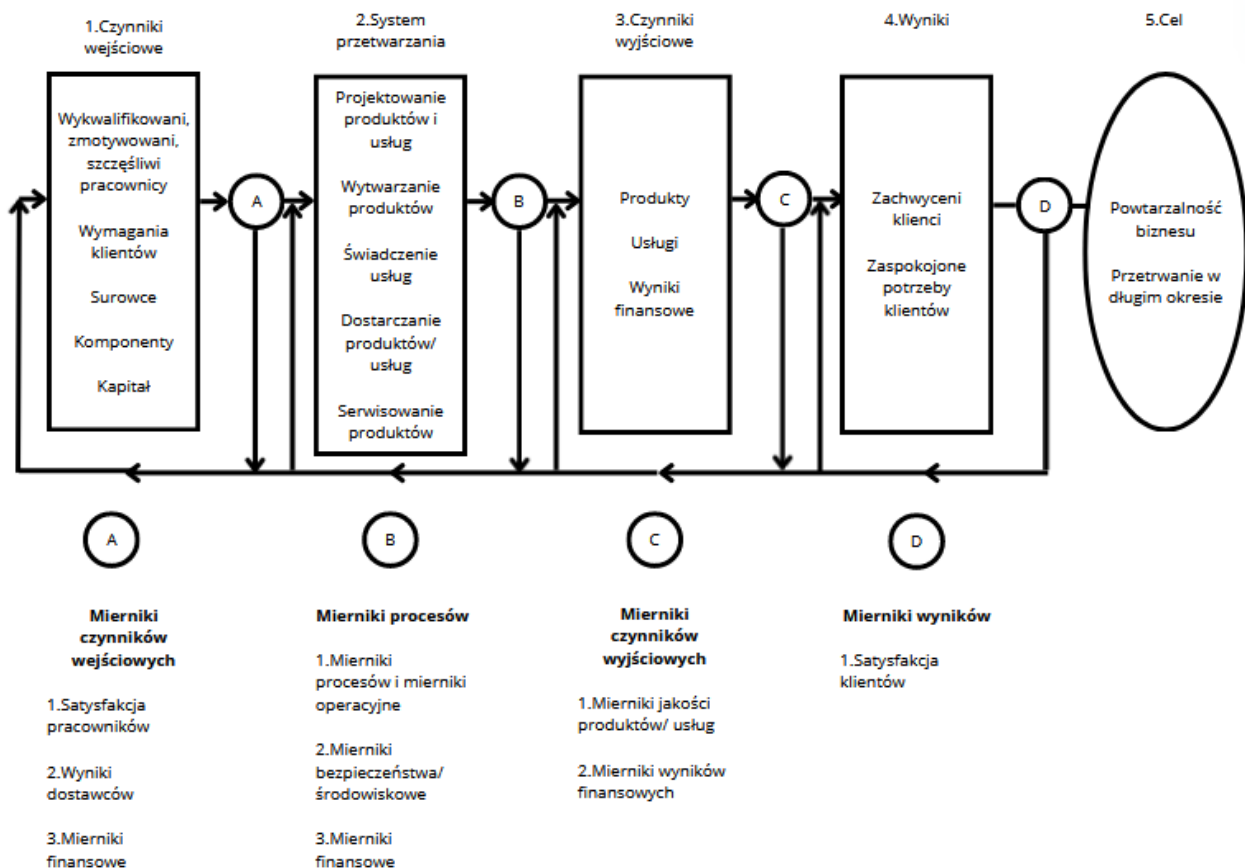 1.Czynniki
wejściowe
2.System
przetwarzania
3.Czynniki
wyjściowe
4.Wyniki
5.Cel
Wykwalifikowani,
zmotywowani,
szczęśliwi
pracownicy
Wymagania
klientów
Surowce
Komponenty
Kapitał
A
Projektowanie
produktów i
usług
Wytwarzanie
produktów
Świadczenie
usług
Dostarczanie
produktów/
usług
Serwisowanie
produktów
B
Produkty
Usługi
Wyniki
finansowe
C
Zachwyceni
klienci
Zaspokojone
potrzeby
klientów
D
Powtarzalność
biznesu
Przetrwanie w
długim okresie
A
Mierniki
czynników
wejściowych
1.Satysfakcja
pracowników
2.Wyniki
dostawców
3.Mierniki
finansowe
B
Mierniki procesów
1.Mierniki
procesów i mierniki
operacyjne
2.Mierniki
bezpieczeństwa/
środowiskowe
3.Mierniki
finansowe
C
Mierniki
czynników
wyjściowych
1.Mierniki jakości
produktów/ usług
2.Mierniki wyników
finansowych
D
Mierniki wyników
1.Satysfakcja
klientów